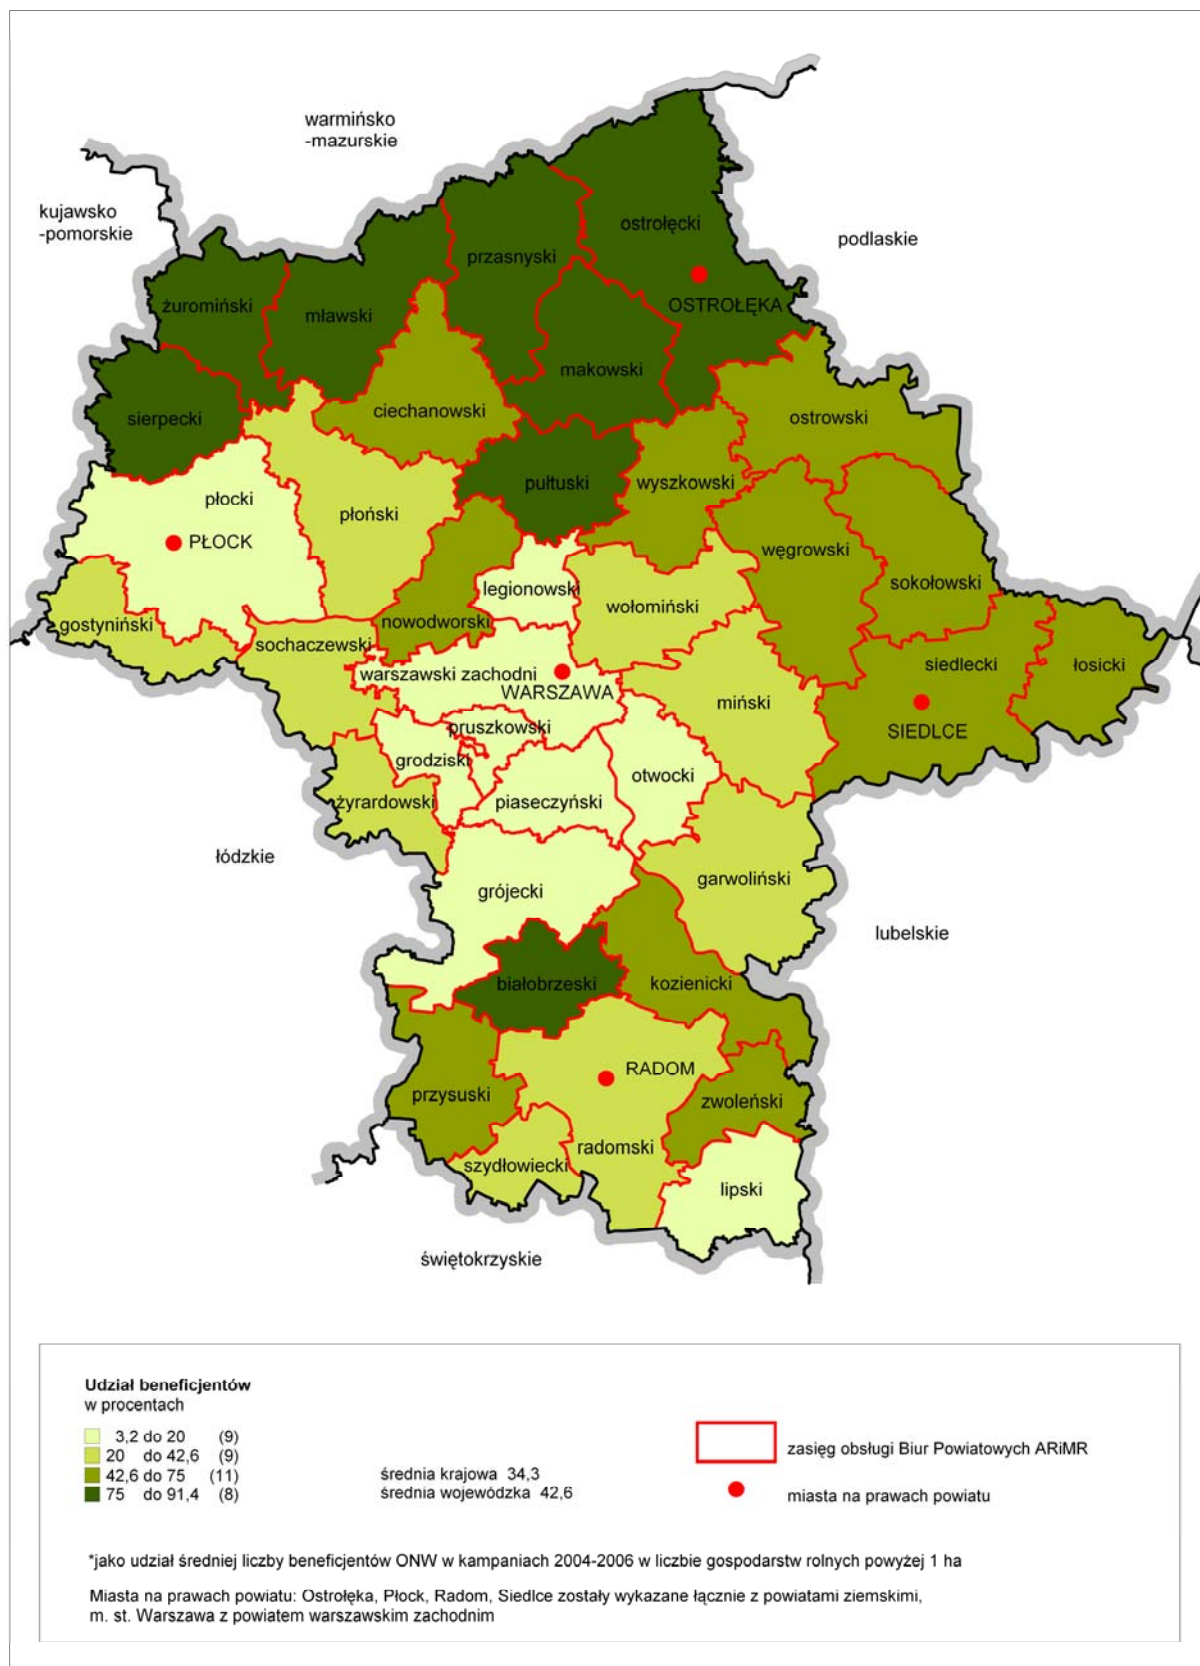 warmińsko
-mazurskie
kujawsko
-pomorskie
podlaskie
ostrołęcki
przasnyski
OSTROŁĘKA
żuromiński
mławski
makowski
sierpecki
ciechanowski
ostrowski
pułtuski
wyszkowski
płocki
płoński
PŁOCK
węgrowski
legionowski
sokołowski
wołomiński
gostyniński
nowodworski
sochaczewski
siedlecki
łosicki
warszawski zachodni
WARSZAWA
miński
SIEDLCE
pruszkowski
grodziski
otwocki
żyrardowski
piaseczyński
łódzkie
garwoliński
grójecki
lubelskie
białobrzeski
kozienicki
RADOM
przysuski
zwoleński
radomski
szydłowiecki
lipski
świętokrzyskie
Udział beneficjentów
w procentach
3,2 do 20 (9)
20 do 42,6 (9)
42,6 do 75 (11)
75 do 91,4 (8)
średnia krajowa 34,3
średnia wojewódzka 42,6
zasięg obsługi Biur Powiatowych ARiMR
miasta na prawach powiatu
*jako udział średniej liczby beneficjentów ONW w kampaniach 2004-2006 w liczbie gospodarstw rolnych powyżej 1 ha
Miasta na prawach powiatu: Ostrołęka, Płock, Radom, Siedlce zostały wykazane łącznie z powiatami ziemskimi,
m. st. Warszawa z powiatem warszawskim zachodnim